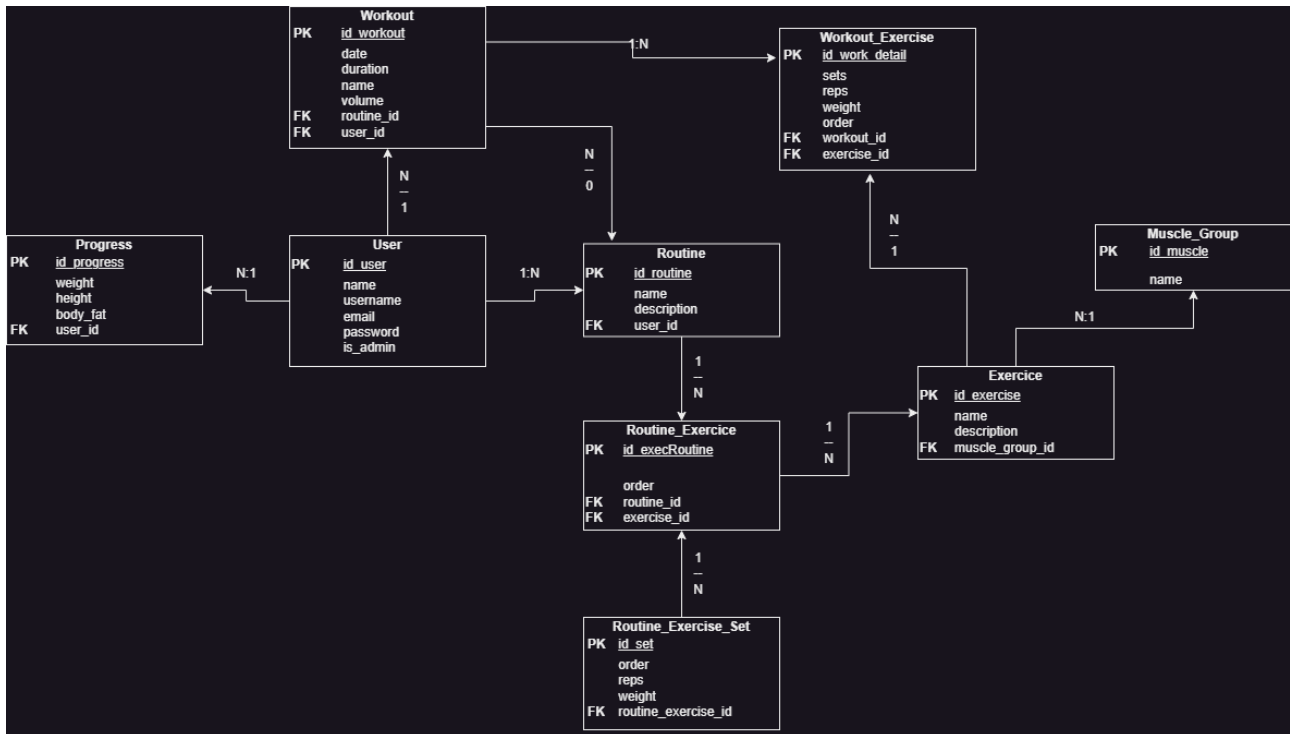 Workout
PK id_workout
date
duration
name
volume
FK routine_id
FK user_id
1:N
Workout_Exercise
PK id_work_detail
sets
reps
weight
order
FK workout_id
FK exercise_id
N
—
1
N
—
0
N
—
1
Progress
PK id_progress
weight
height
body_fat
FK user_id
N:1
User
PK id_user
name
username
email
password
is_admin
1:N
Routine
PK id_routine
name
description
FK user_id
Muscle_Group
PK id_muscle
name
N:1
1
—
N
Exercice
PK id_exercise
name
description
FK muscle_group_id
Routine_Exercice
PK id_execRoutine
order
FK routine_id
FK exercise_id
1
—
N
1
—
N
Routine_Exercise_Set
PK id_set
order
reps
weight
FK routine_exercise_id